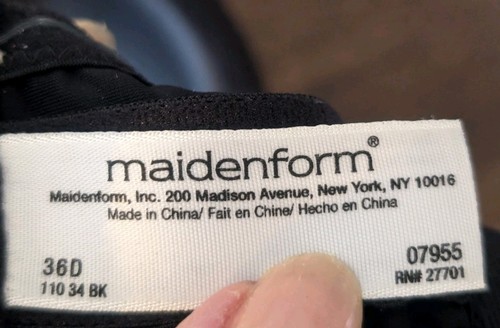 maidenform®
Maidenform, Inc. 200 Madison Avenue, New York, NY 10016
Made in China/ Fait en Chine/ Hecho en China
36D
110 34 BK
07955
RN# 27701